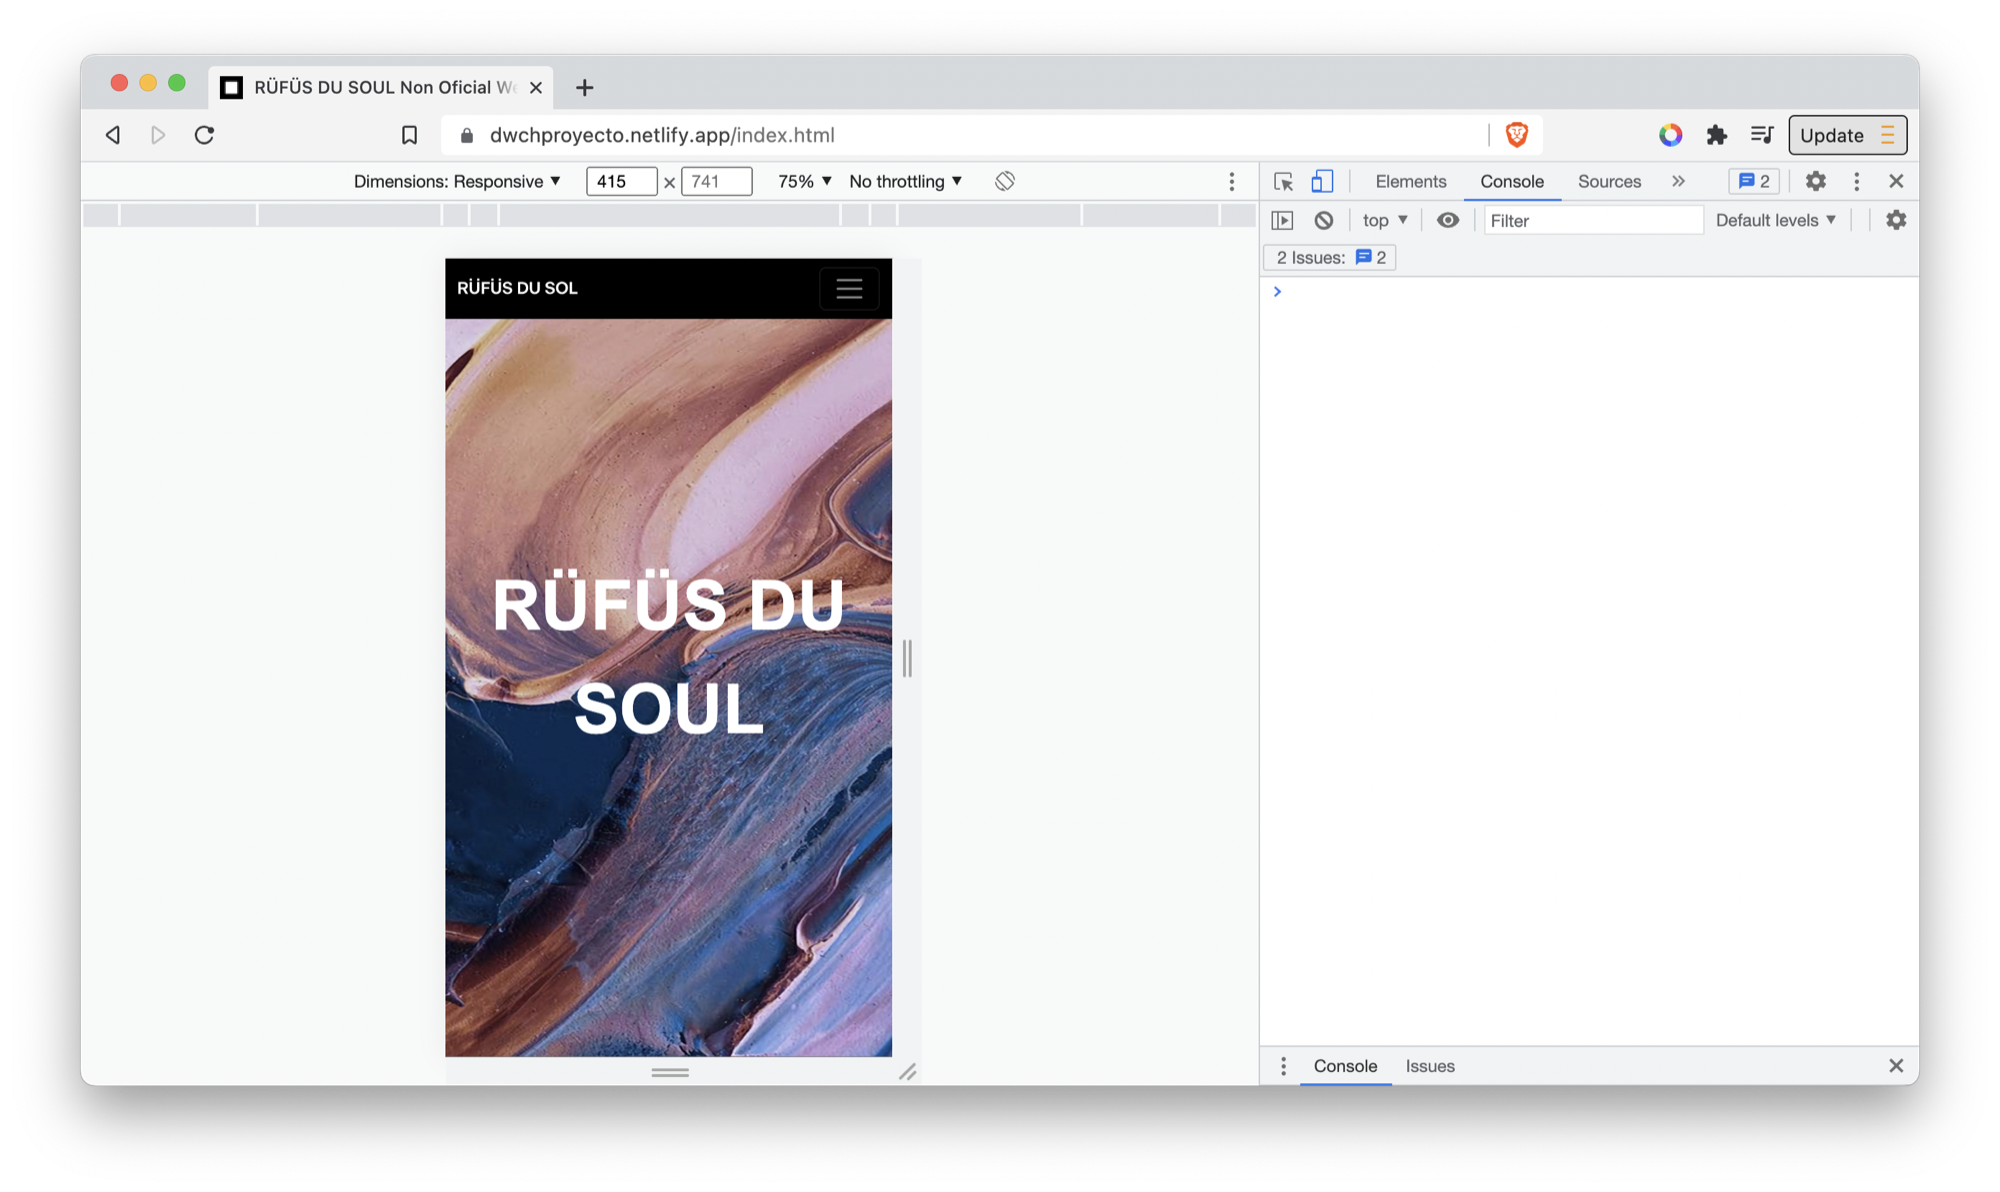 RÜFÜS DU SOUL Non Oficial We
dwchproyecto.netlify.app/index.html
Update
Dimensions: Responsive
415 × 741
75%
No throttling
Elements
Console
Sources
2
top
Filter
Default levels
2 Issues:
2
RÜFÜS DU SOL
RÜFÜS DU
SOUL
Console
Issues